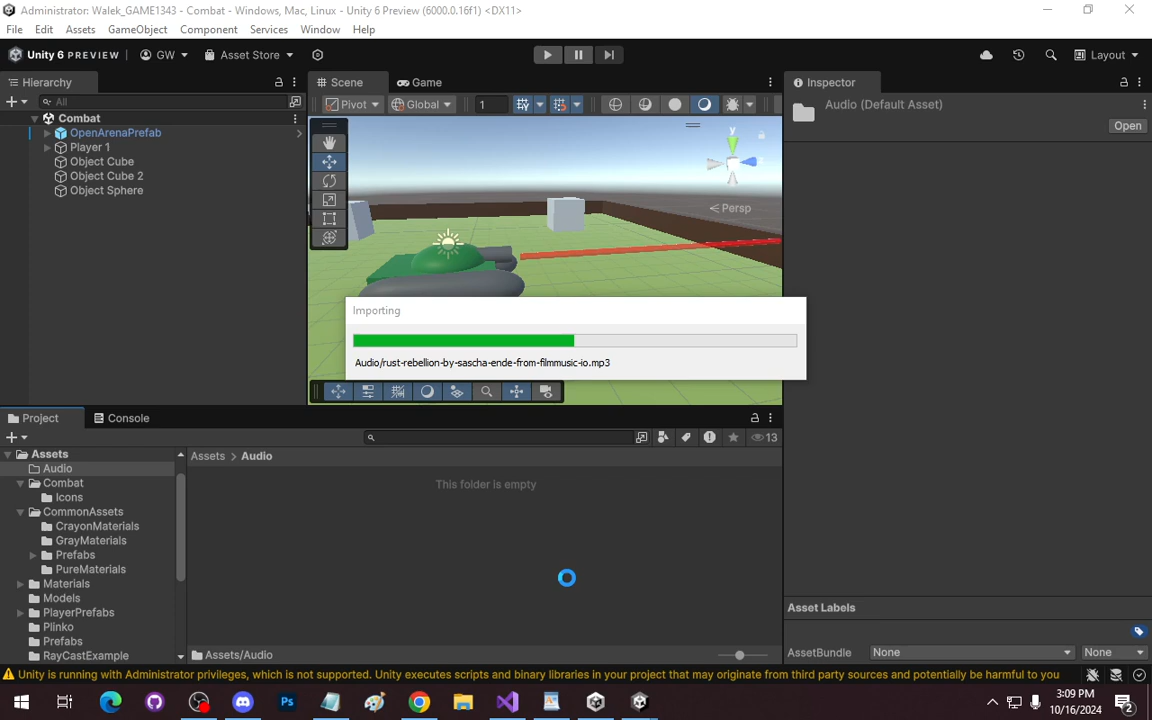 Administrator: Walek_GAME1343 - Combat - Windows, Mac, Linux - Unity 6 Preview (6000.0.16f1) <DX11>
File Edit Assets GameObject Component Services Window Help
Unity 6 PREVIEW GW Asset Store Layout
Hierarchy Scene Game Inspector
All Pivot Global 1 Audio (Default Asset)
Open
Combat
OpenArenaPrefab
Player 1
Object Cube
Object Cube 2
Object Sphere
y
Persp
Importing
Audio/rust-rebellion-by-sascha-ende-from-filmmusic-io.mp3
Project Console
13
Assets
Audio
Combat
Icons
CommonAssets
CrayonMaterials
GrayMaterials
Prefabs
PureMaterials
Materials
Models
PlayerPrefabs
Plinko
Prefabs
RayCastExample
Assets > Audio
This folder is empty
Assets/Audio
Asset Labels
AssetBundle None None
Unity is running with Administrator privileges, which is not supported. Unity executes scripts and binary libraries in your project that may originate from third party sources and potentially be harmful to you
Ps
3:09 PM
10/16/2024
2